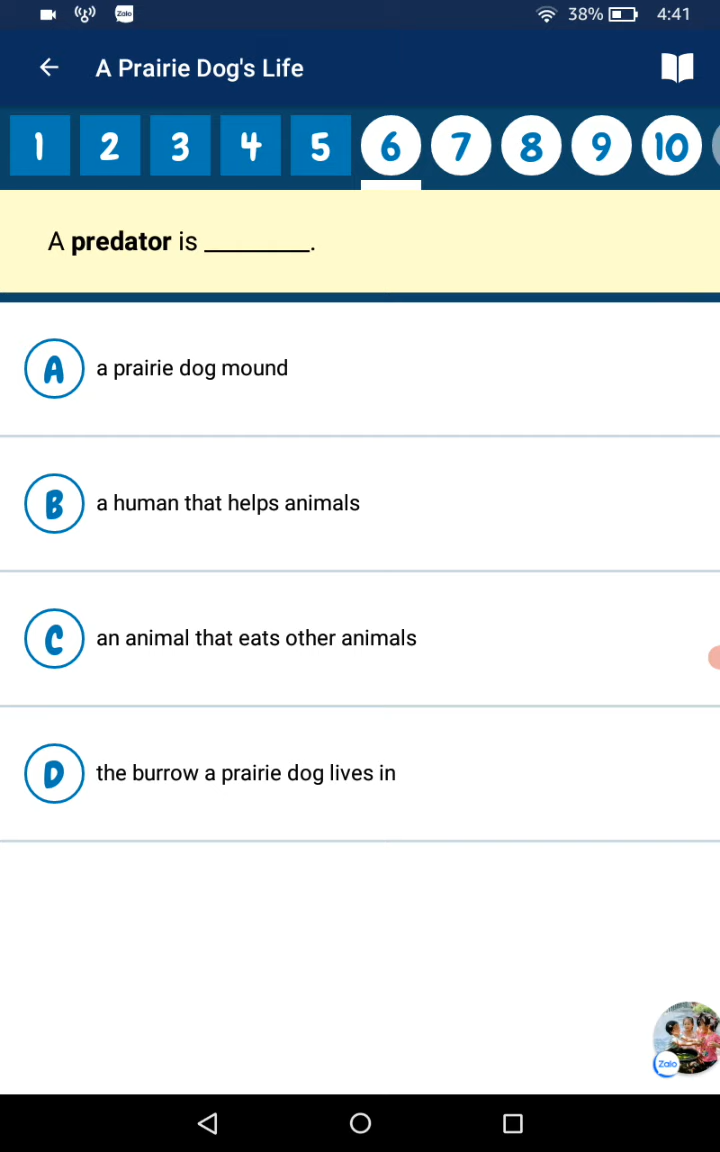 Zalo 38% 4:41
A Prairie Dog's Life
1 2 3 4 5 6 7 8 9 10
A predator is ________.
A a prairie dog mound
B a human that helps animals
C an animal that eats other animals
D the burrow a prairie dog lives in
Zalo